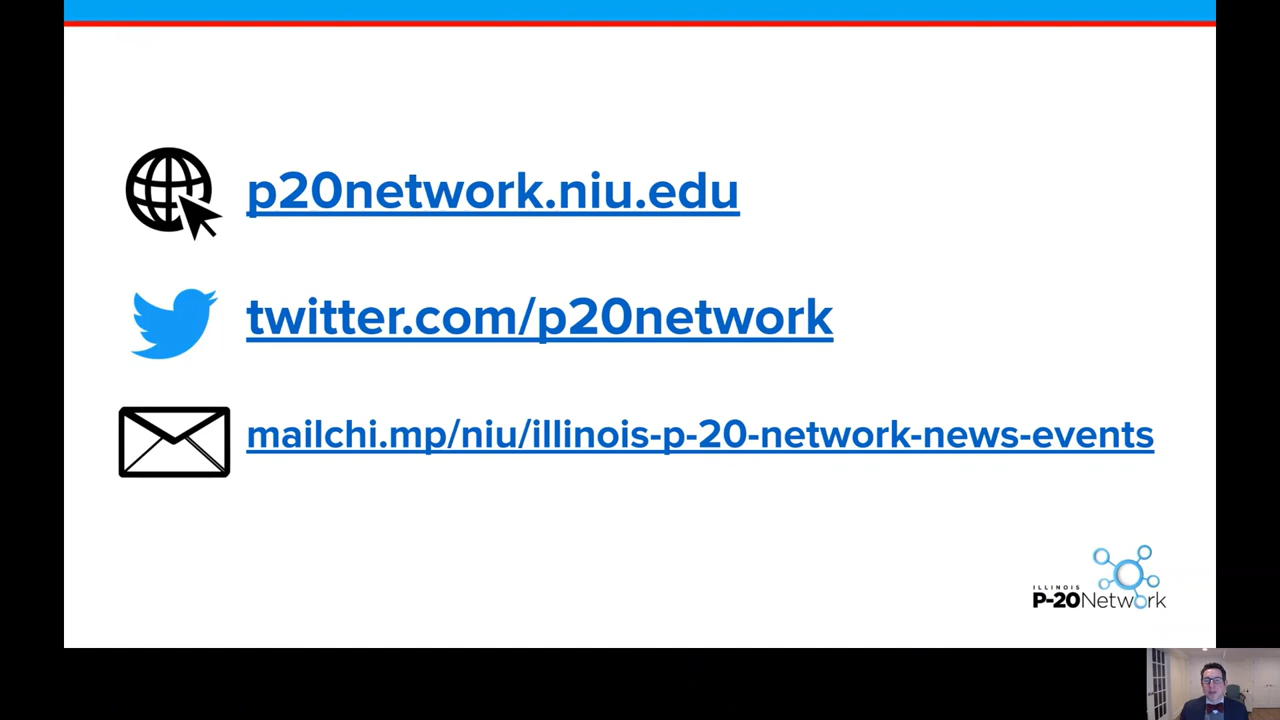 p20network.niu.edu
twitter.com/p20network
mailchi.mp/niu/illinois-p-20-network-news-events
ILLINOIS
P-20Network